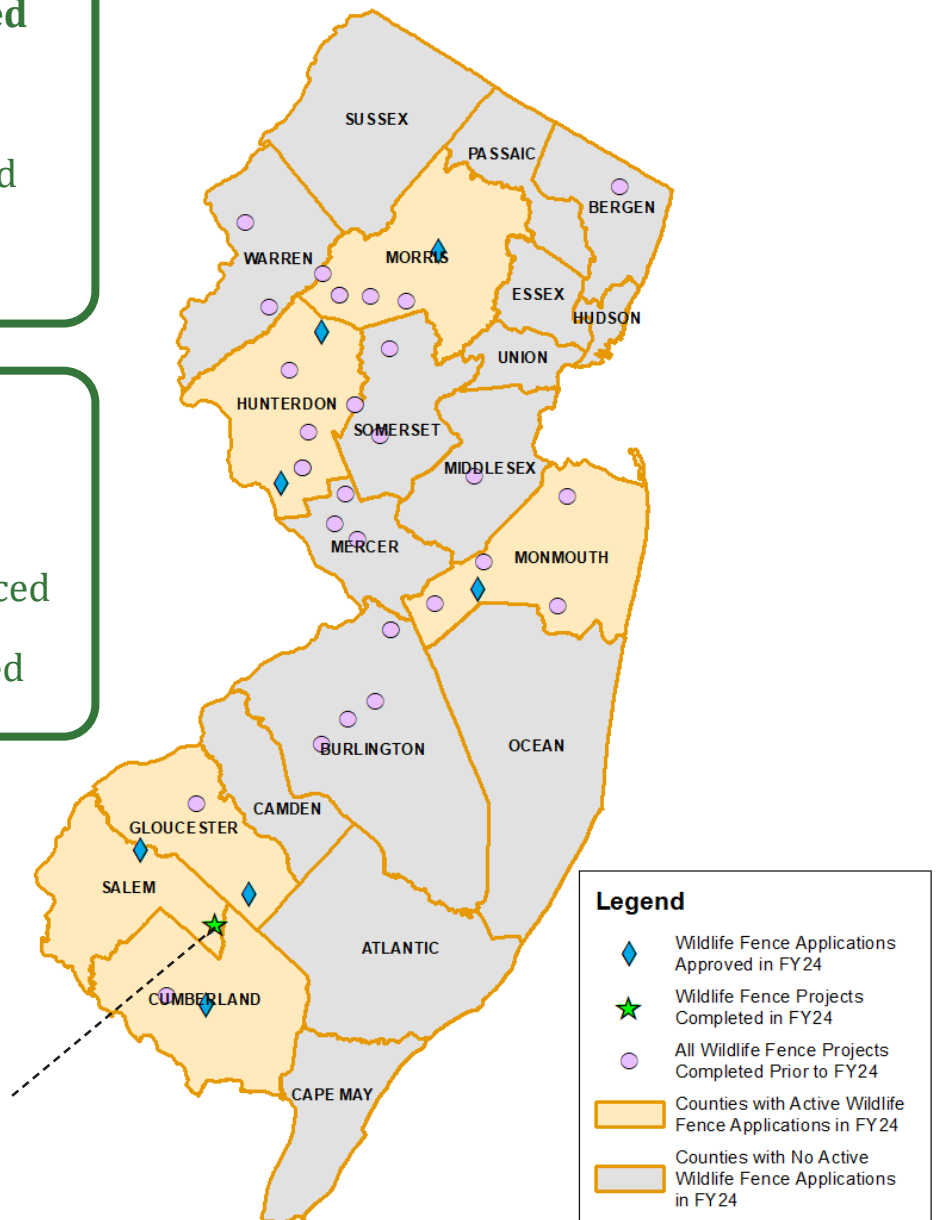 ed
d
ced
ed
SUSSEX
PASSAIC
BERGEN
WARREN
MORRIS
ESSEX
HUDSON
UNION
HUNTERDON
SOMERSET
MIDDLESEX
MERCER
MONMOUTH
OCEAN
BURLINGTON
CAMDEN
GLOUCESTER
SALEM
ATLANTIC
CUMBERLAND
CAPE MAY
Legend
Wildlife Fence Applications
Approved in FY24
Wildlife Fence Projects
Completed in FY24
All Wildlife Fence Projects
Completed Prior to FY24
Counties with Active Wildlife
Fence Applications in FY24
Counties with No Active
Wildlife Fence Applications
in FY24